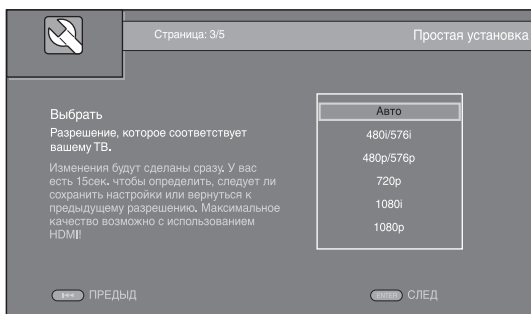 Страница: 3/5
Простая установка
Выбрать
Разрешение, которое соответствует
вашему ТВ.
Изменения будут сделаны сразу. У вас
есть 15сек. чтобы определить, следует ли
сохранить настройки или вернуться к
предыдущему разрешению. Максимальное
качество возможно с использованием
HDMI!
Авто
480i/576i
480p/576p
720p
1080i
1080p
ПРЕДЫД
ENTER СЛЕД